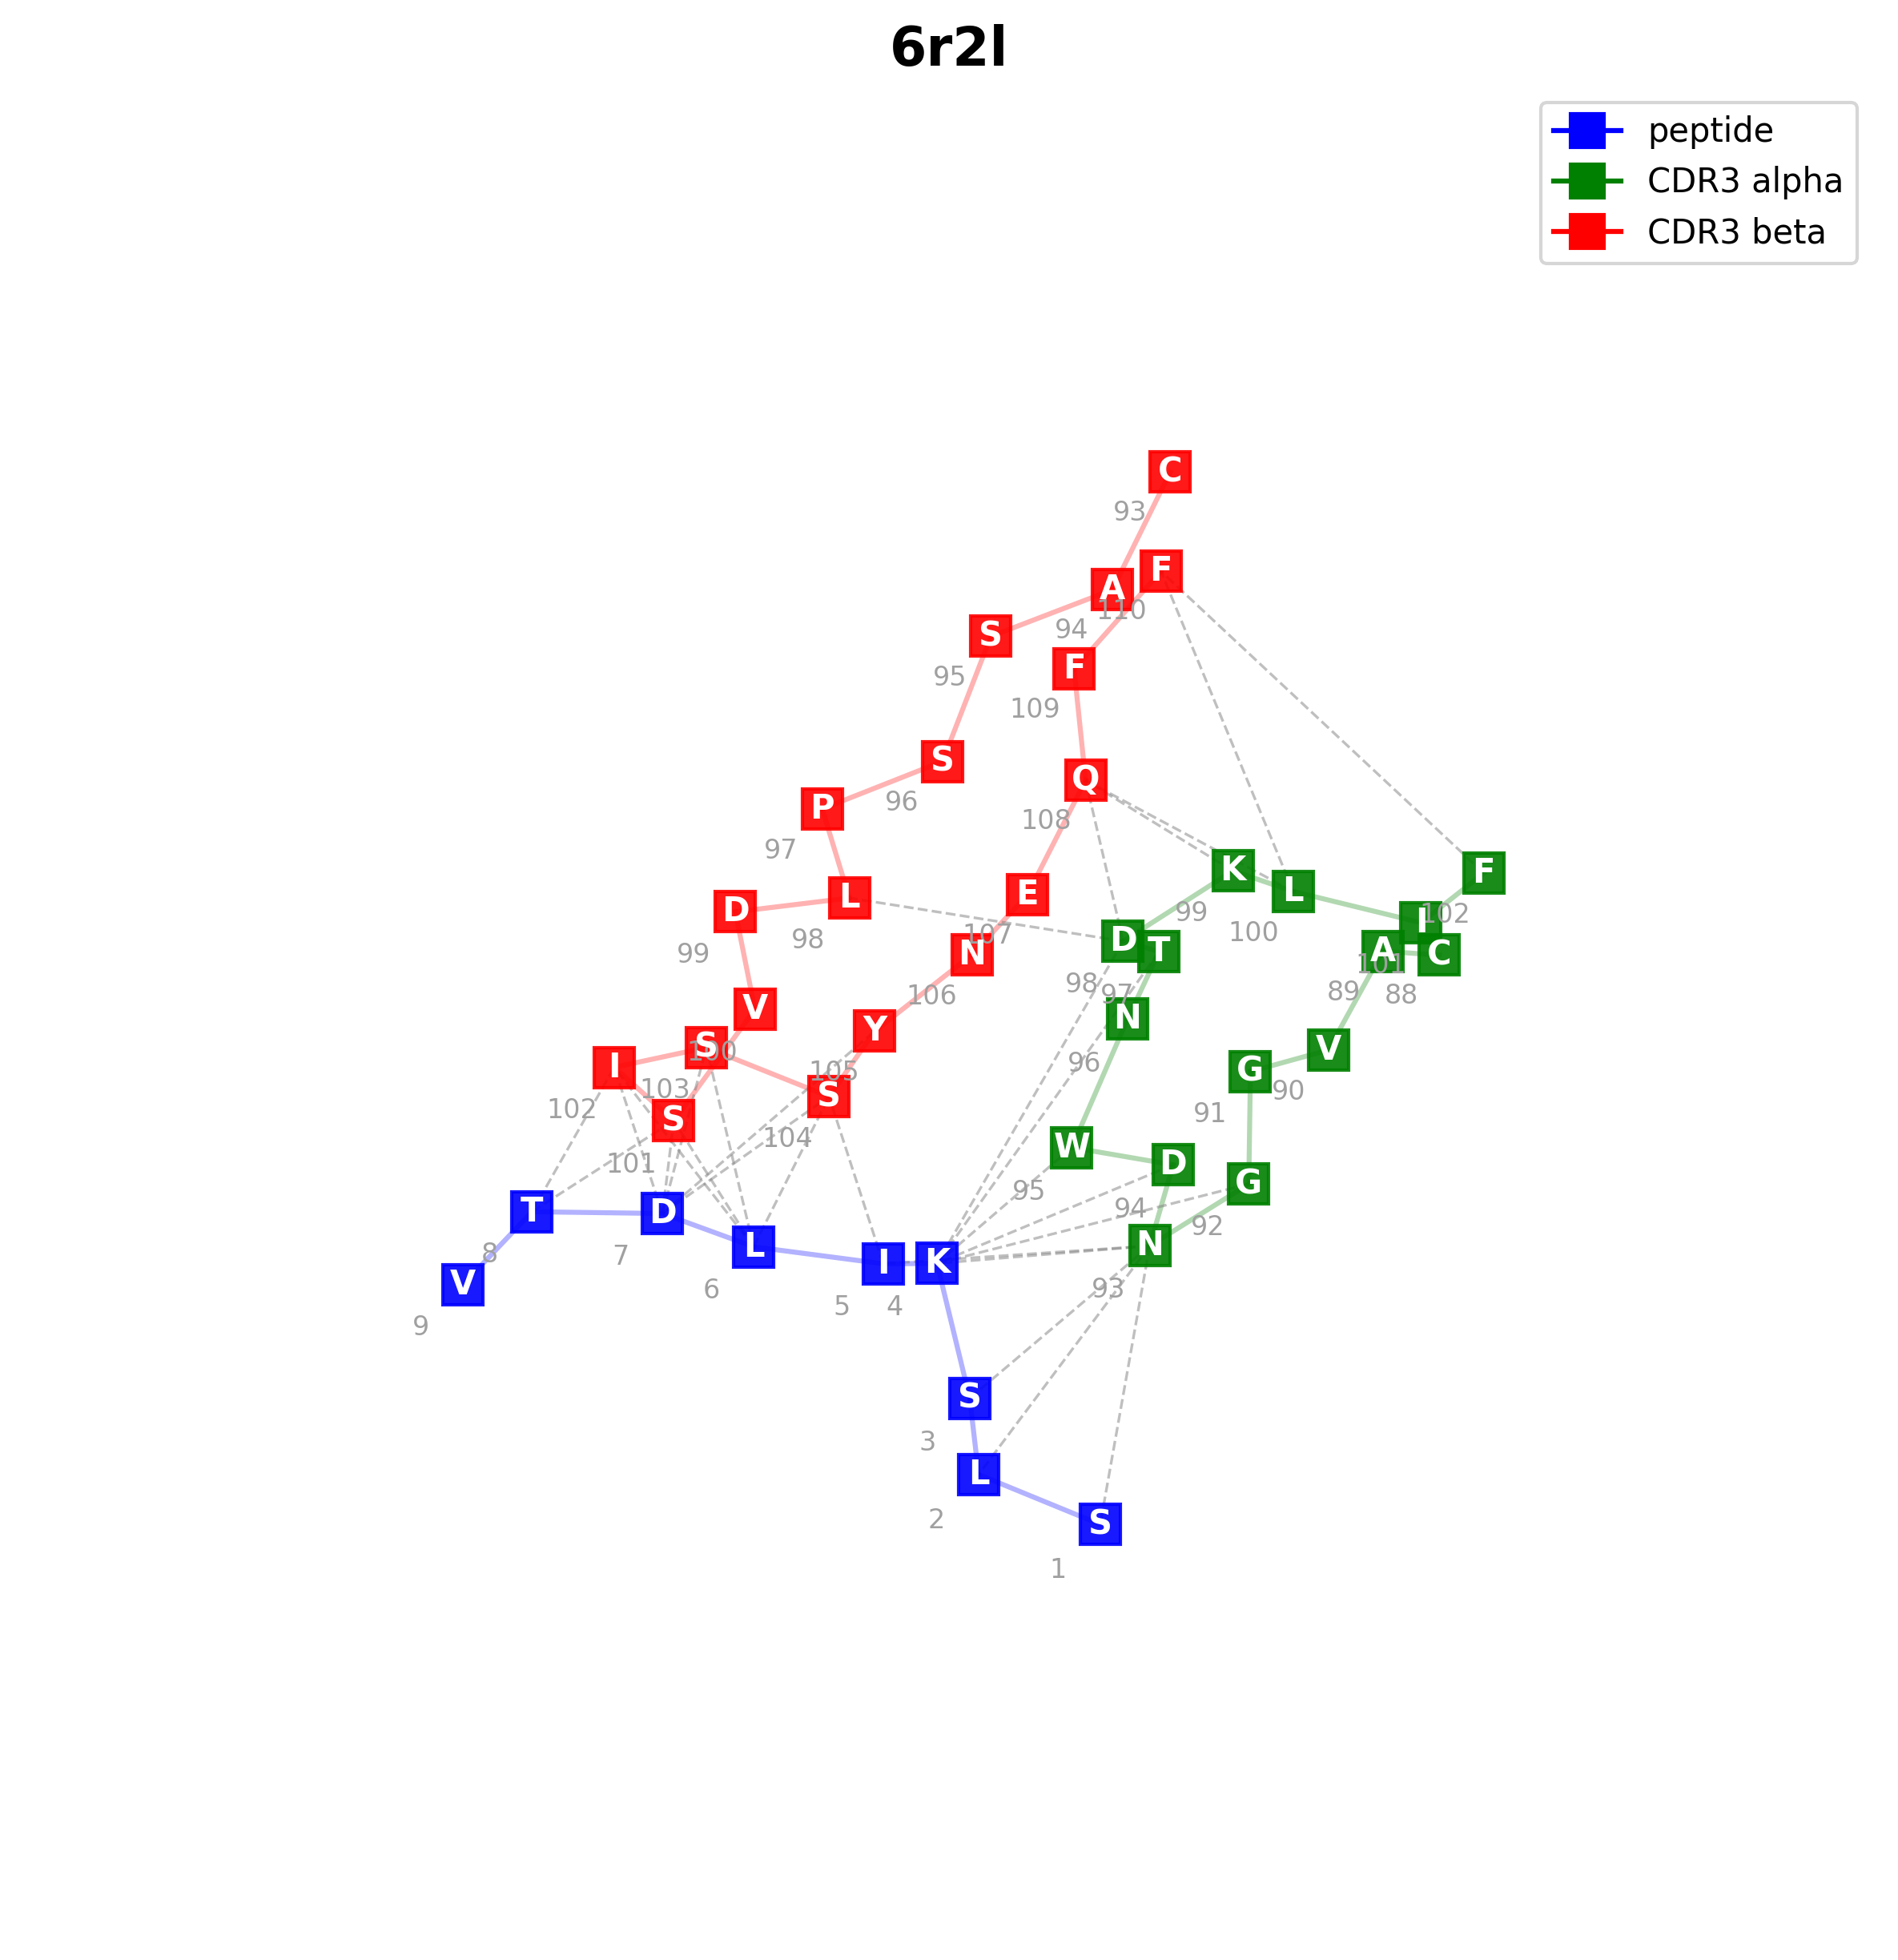 6r2l
peptide
CDR3 alpha
CDR3 beta
C
93
F
A
110
94
S
95
F
109
S
96
Q
108
P
97
K
99
F
102
L
100
L
98
E
107
D
99
I
101
D
98
T
97
A
89
C
88
N
106
V
100
N
96
Y
105
S
103
V
90
I
102
G
91
S
104
S
101
W
95
D
94
G
92
T
8
D
7
L
6
N
93
I
5
K
4
V
9
S
3
L
2
S
1